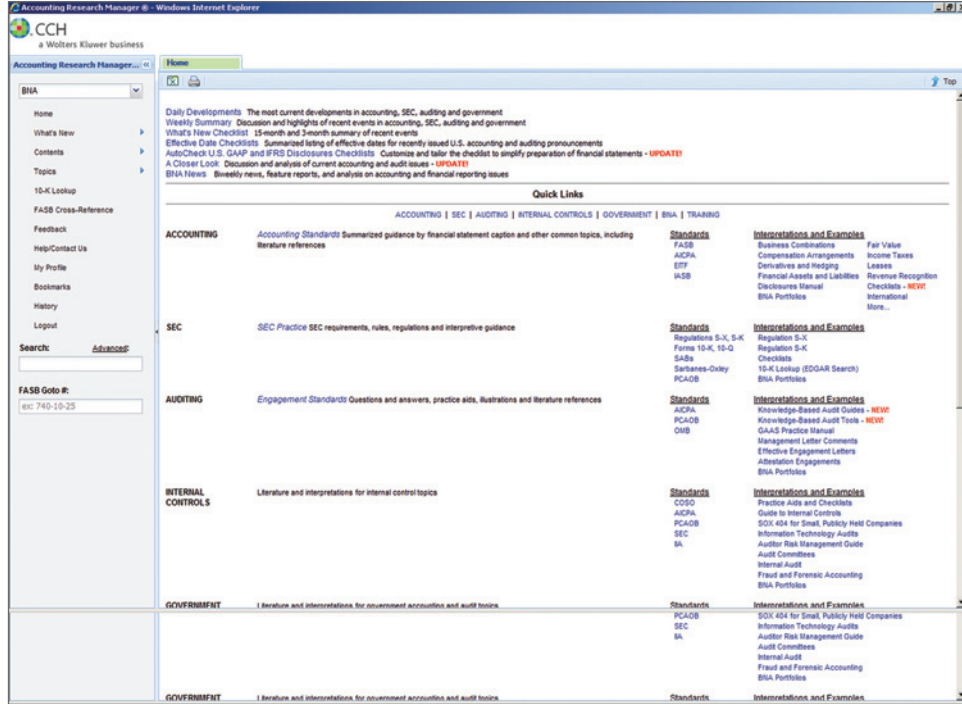 Accounting Research Manager ® - Windows Internet Explorer
CCH
a Wolters Kluwer business
Accounting Research Manager... «
Home
BNA
Top
Home
What's New
Contents
Topics
10-K Lookup
FASB Cross-Reference
Feedback
Help/Contact Us
My Profile
Bookmarks
History
Logout
Search: Advanced:
FASB Goto #:
ex: 740-10-25
Daily Developments The most current developments in accounting, SEC, auditing and government
Weekly Summary Discussion and highlights of recent events in accounting, SEC, auditing and government
What's New Checklist 15-month and 3-month summary of recent events
Effective Date Checklists Summarized listing of effective dates for recently issued U.S. accounting and auditing pronouncements
AutoCheck U.S. GAAP and IFRS Disclosures Checklists Customize and tailor the checklist to simplify preparation of financial statements - UPDATE!
A Closer Look Discussion and analysis of current accounting and audit issues - UPDATE!
BNA News Biweekly news, feature reports, and analysis on accounting and financial reporting issues
Quick Links
ACCOUNTING | SEC | AUDITING | INTERNAL CONTROLS | GOVERNMENT | BNA | TRAINING
ACCOUNTING
Accounting Standards Summarized guidance by financial statement caption and other common topics, including
literature references
Standards
FASB
AICPA
EITF
IASB
Interpretations and Examples
Business Combinations
Compensation Arrangements
Derivatives and Hedging
Financial Assets and Liabilities
Disclosures Manual
BNA Portfolios
Fair Value
Income Taxes
Leases
Revenue Recognition
Checklists - NEW!
International
More...
SEC
SEC Practice SEC requirements, rules, regulations and interpretive guidance
Standards
Regulations S-X, S-K
Forms 10-K, 10-Q
SABs
Sarbanes-Oxley
PCAOB
Interpretations and Examples
Regulation S-X
Regulation S-K
Checklists
10-K Lookup (EDGAR Search)
BNA Portfolios
AUDITING
Engagement Standards Questions and answers, practice aids, illustrations and literature references
Standards
AICPA
PCAOB
OMB
Interpretations and Examples
Knowledge-Based Audit Guides - NEW!
Knowledge-Based Audit Tools - NEW!
GAAS Practice Manual
Management Letter Comments
Effective Engagement Letters
Attestation Engagements
BNA Portfolios
INTERNAL
CONTROLS
Literature and interpretations for internal control topics
Standards
COSO
AICPA
PCAOB
SEC
IIA
Interpretations and Examples
Practice Aids and Checklists
Guide to Internal Controls
SOX 404 for Small, Publicly Held Companies
Information Technology Audits
Auditor Risk Management Guide
Audit Committees
Internal Audit
Fraud and Forensic Accounting
BNA Portfolios
GOVERNMENT
Literature and interpretations for government accounting and audit topics
Standards
Interpretations and Examples
PCAOB
SEC
IIA
SOX 404 for Small, Publicly Held Companies
Information Technology Audits
Auditor Risk Management Guide
Audit Committees
Internal Audit
Fraud and Forensic Accounting
BNA Portfolios
GOVERNMENT
Literature and interpretations for government accounting and audit topics
Standards
Interpretations and Examples